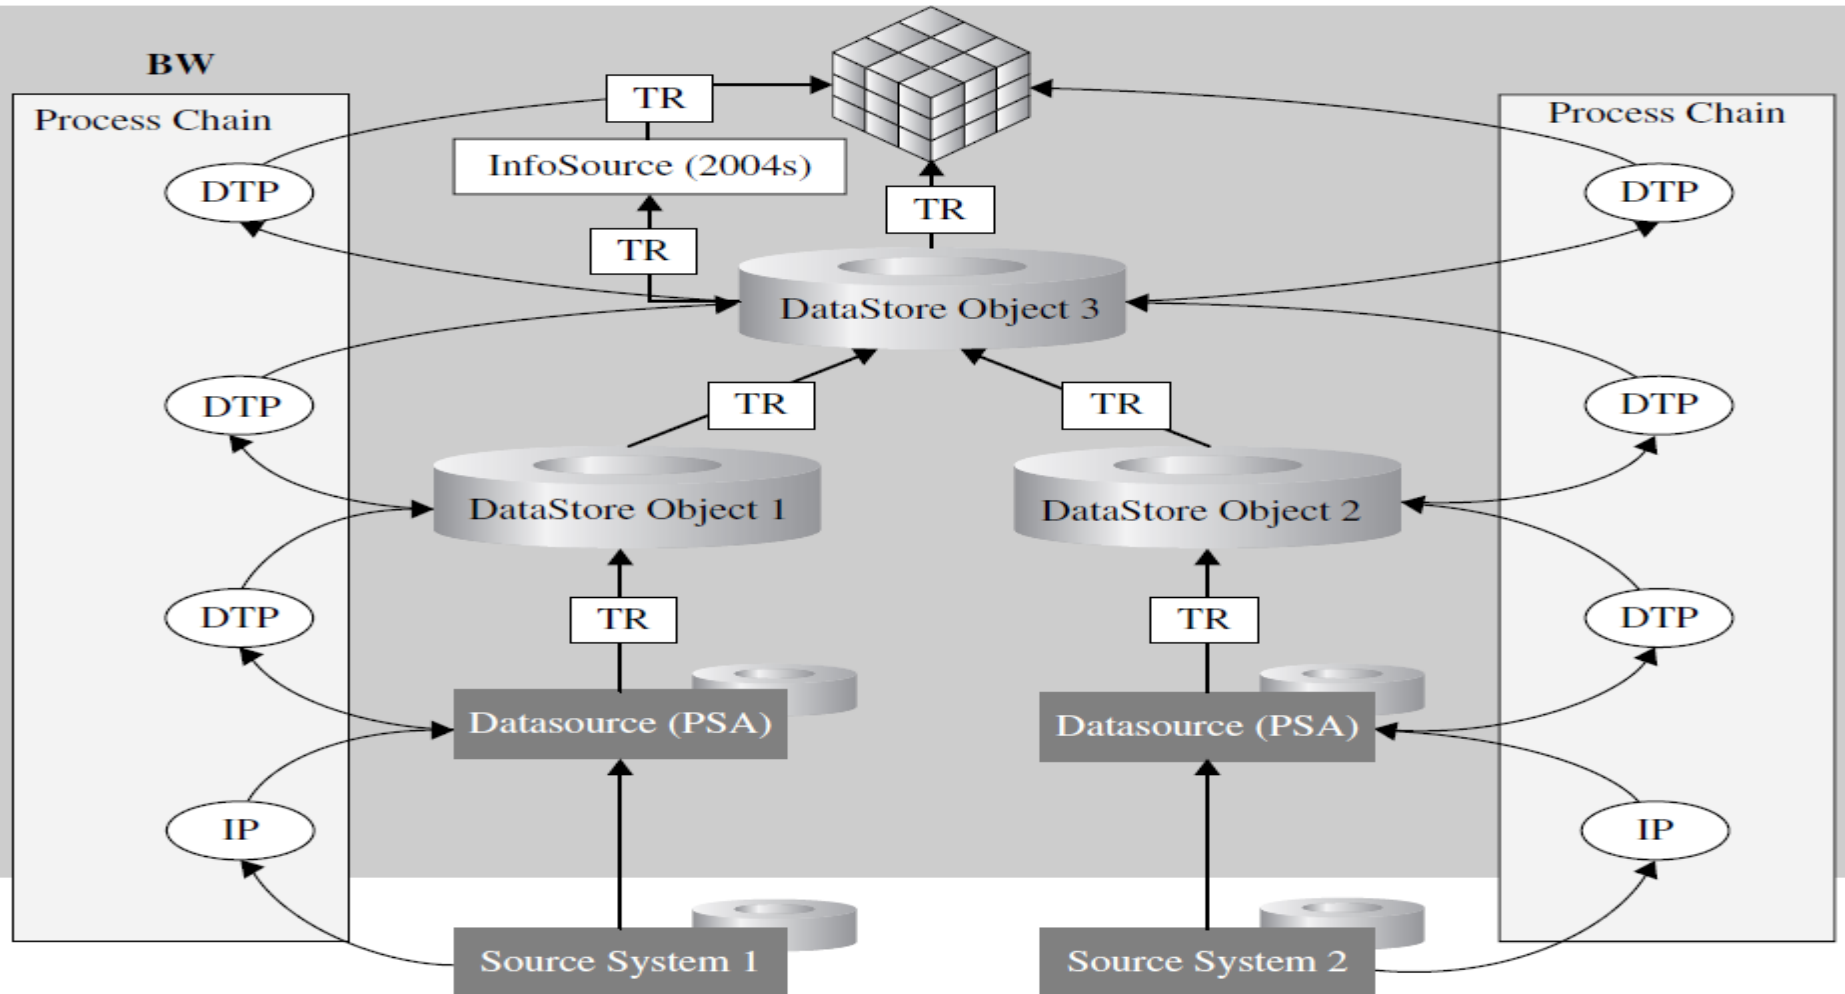 BW
Process Chain
TR
Process Chain
InfoSource (2004s)
DTP
TR
DTP
TR
DataStore Object 3
DTP
TR
TR
DTP
DataStore Object 1
DataStore Object 2
DTP
TR
TR
DTP
Datasource (PSA)
Datasource (PSA)
IP
IP
Source System 1
Source System 2